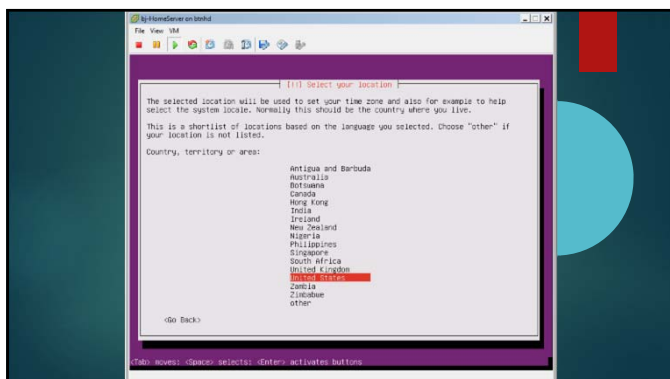 bj-HomeServer on btnhd
File View VM
[!] Select your location
The selected location will be used to set your time zone and also for example to help
select the system locale. Normally this should be the country where you live.
This is a shortlist of locations based on the language you selected. Choose "other" if
your location is not listed.
Country, territory or area:
Antigua and Barbuda
Australia
Botswana
Canada
Hong Kong
India
Ireland
New Zealand
Nigeria
Philippines
Singapore
South Africa
United Kingdom
United States
Zambia
Zimbabwe
other
<Go Back>
<Tab> moves; <Space> selects; <Enter> activates buttons